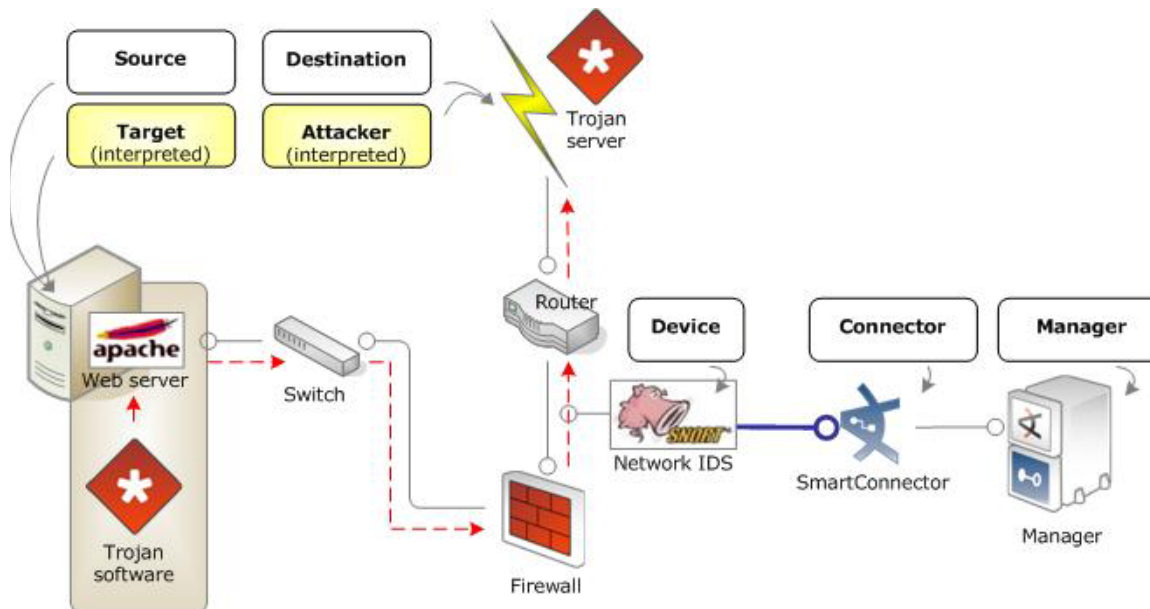 Source
Destination
Target
(interpreted)
Attacker
(interpreted)
Trojan
server
Router
Device
Connector
Manager
apache
Web server
Switch
SNORT
Network IDS
SmartConnector
Manager
Trojan
software
Firewall